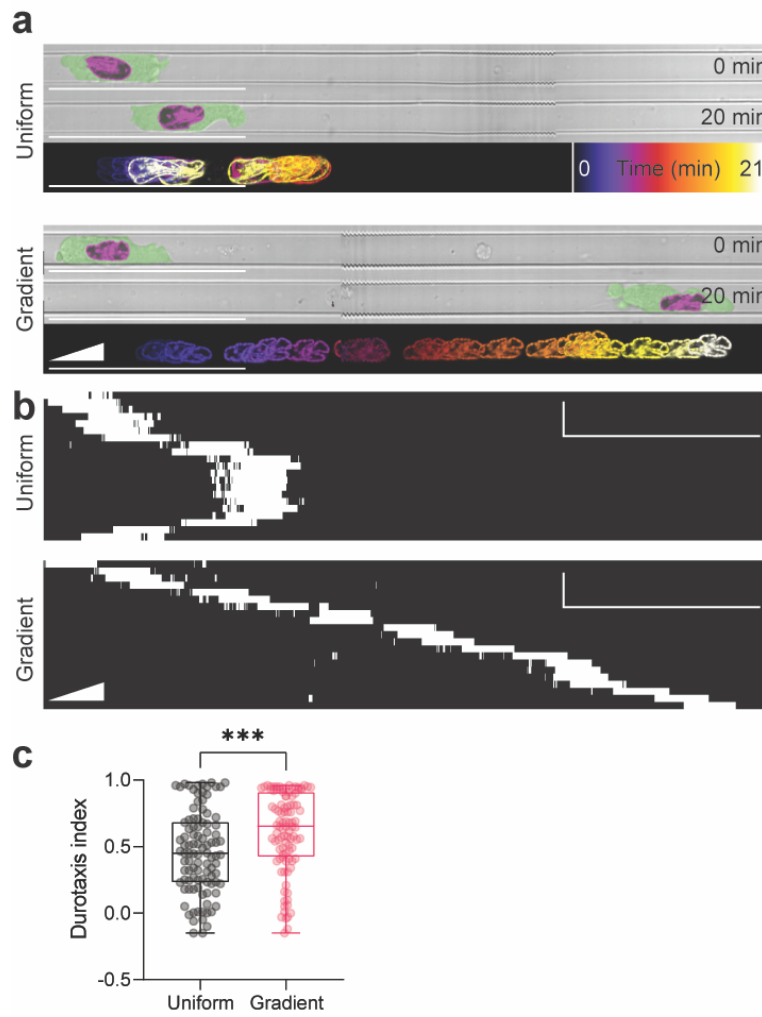 a
Uniform
0 min
20 min
0 Time (min) 21
Gradient
0 min
20 min
b
Uniform
Gradient
c
***
Durotaxis index
1.0
0.5
0.0
-0.5
Uniform Gradient